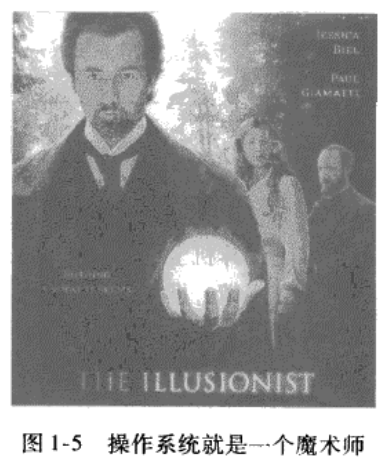 JESSICA
BIEL
PAUL
GIAMATTI
NOTHING
THE ILLUSIONIST
图 1-5 操作系统就是一个魔术师